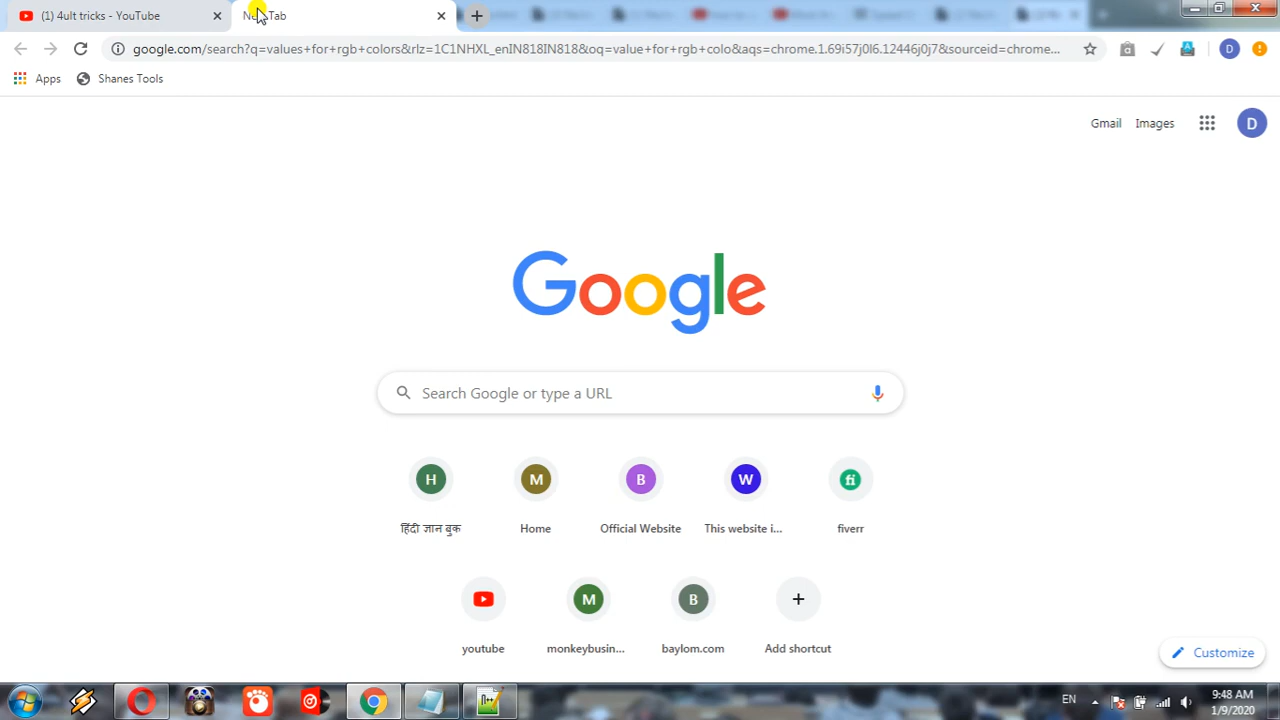 (1) 4ult tricks - YouTube
google.com/search?q=values+for+rgb+colors&rlz=1C1NHXL_enIN818IN818&oq=value+for+rgb+colo&aqs=chrome.1.69i57j0l6.12446j0j7&sourceid=chrome...
Apps Shanes Tools
D
Gmail Images D
Google
Search Google or type a URL
H M B W fi
हिंदी जान बुक Home Official Website This website i... fiverr
M B
youtube monkeybusin... baylom.com Add shortcut
Customize
EN 9:48 AM
1/9/2020